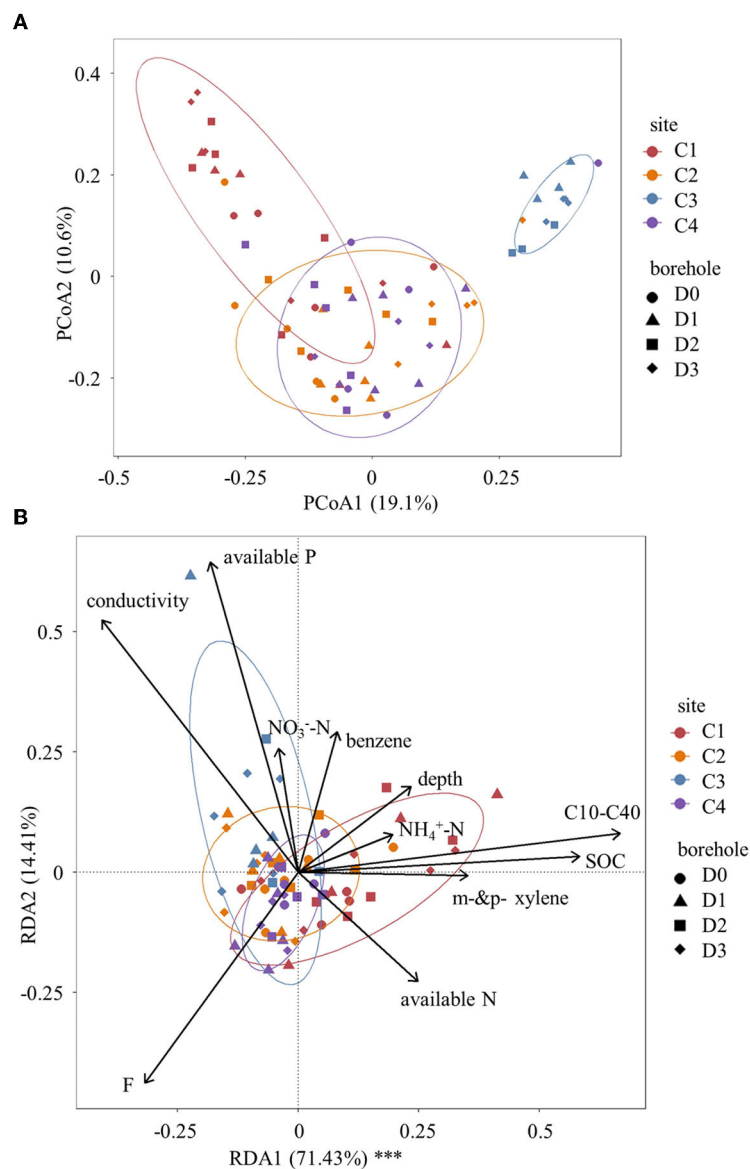 A
0.4
0.2
0
-0.2
PCoA2 (10.6%)
-0.5
-0.25
0
0.25
PCoA1 (19.1%)
site
C1
C2
C3
C4
borehole
D0
D1
D2
D3
B
available P
conductivity
NO₃⁻-N
benzene
depth
NH₄⁺-N
C10-C40
SOC
m-&p- xylene
available N
F
0.5
0.25
0
-0.25
RDA2 (14.41%)
-0.25
0
0.25
0.5
RDA1 (71.43%) ***
site
C1
C2
C3
C4
borehole
D0
D1
D2
D3